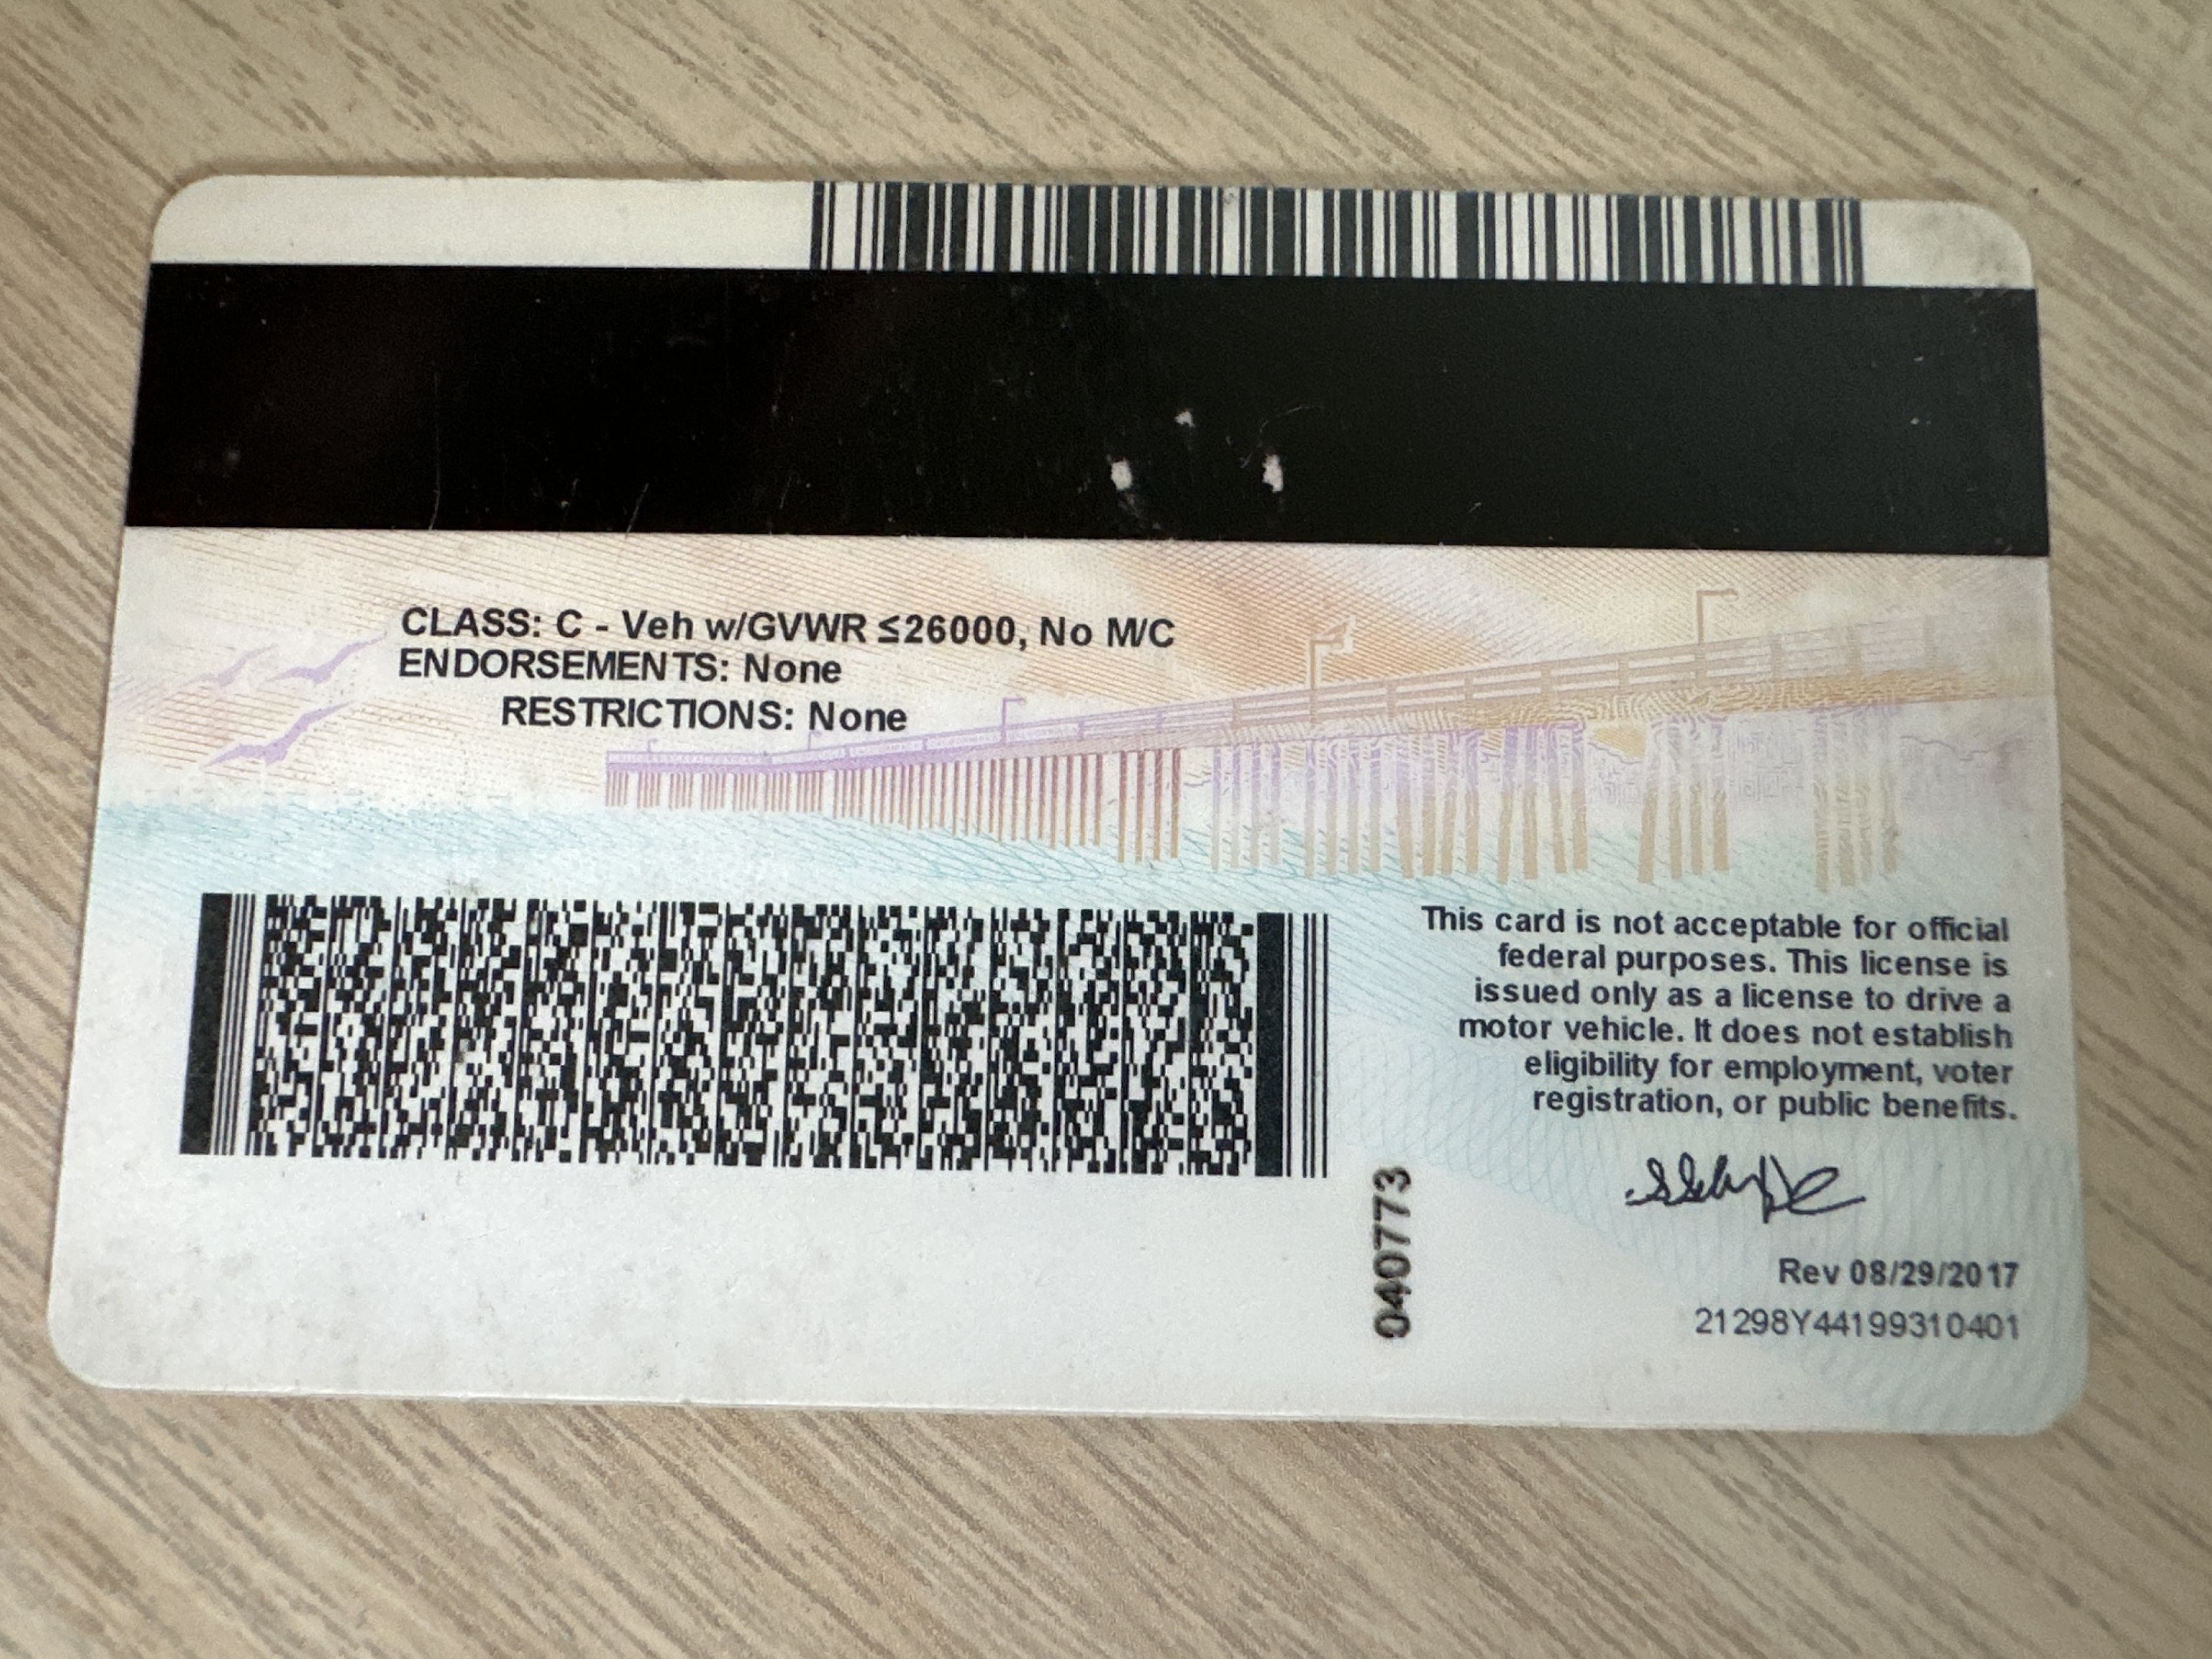 CLASS: C - Veh w/GVWR ≤26000, No M/C
ENDORSEMENTS: None
RESTRICTIONS: None
This card is not acceptable for official
federal purposes. This license is
issued only as a license to drive a
motor vehicle. It does not establish
eligibility for employment, voter
registration, or public benefits.
0407773
Rev 08/29/2017
21298Y44199310401